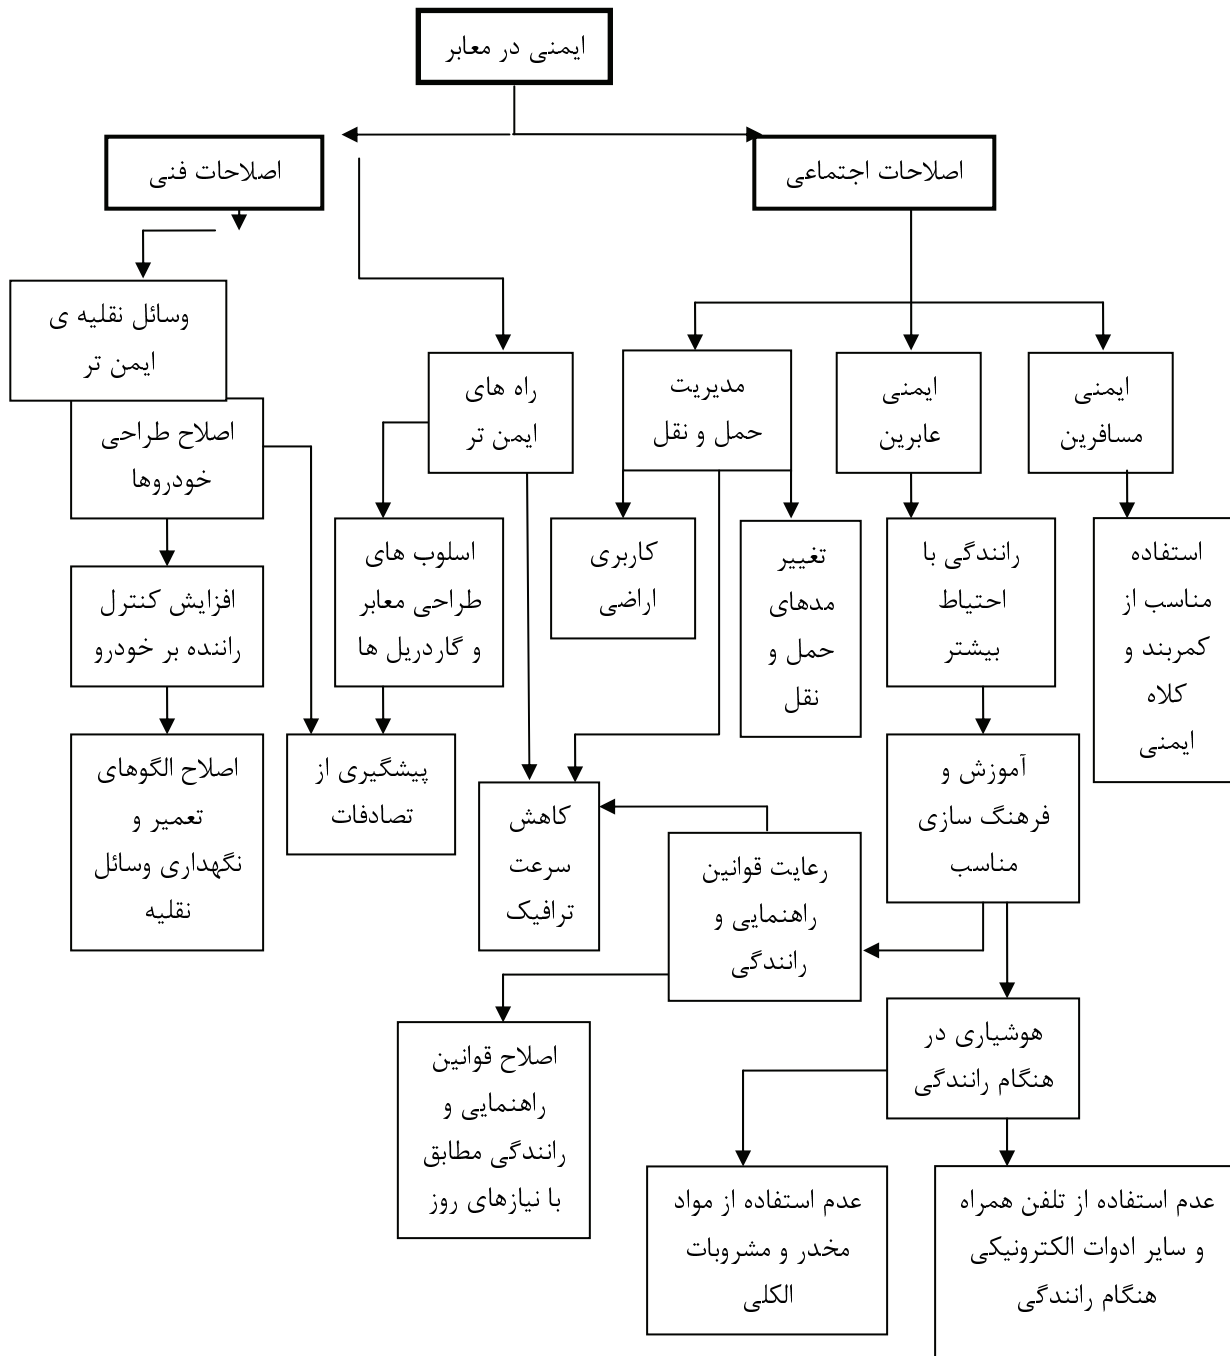 ایمنی در معابر
اصلاحات اجتماعی
اصلاحات فنی
وسائل نقلیه ی
ایمن تر
ایمنی
مسافرین
ایمنی
عابرین
مدیریت
حمل و نقل
راه های
ایمن تر
اصلاح طراحی
خودروها
استفاده
مناسب از
کمربند و
کلاه
ایمنی
رانندگی با
احتیاط
بیشتر
تغییر
مدهای
حمل و
نقل
کاربری
اراضی
اسلوب های
طراحی معابر
و گاردریل ها
افزایش کنترل
راننده بر خودرو
آموزش و
فرهنگ سازی
مناسب
کاهش
سرعت
ترافیک
پیشگیری از
تصادفات
اصلاح الگوهای
تعمیر و
نگهداری وسائل
نقلیه
رعایت قوانین
راهنمایی و
رانندگی
هوشیاری در
هنگام رانندگی
اصلاح قوانین
راهنمایی و
رانندگی مطابق
با نیازهای روز
عدم استفاده از تلفن همراه
و سایر ادوات الکترونیکی
هنگام رانندگی
عدم استفاده از مواد
مخدر و مشروبات
الکلی